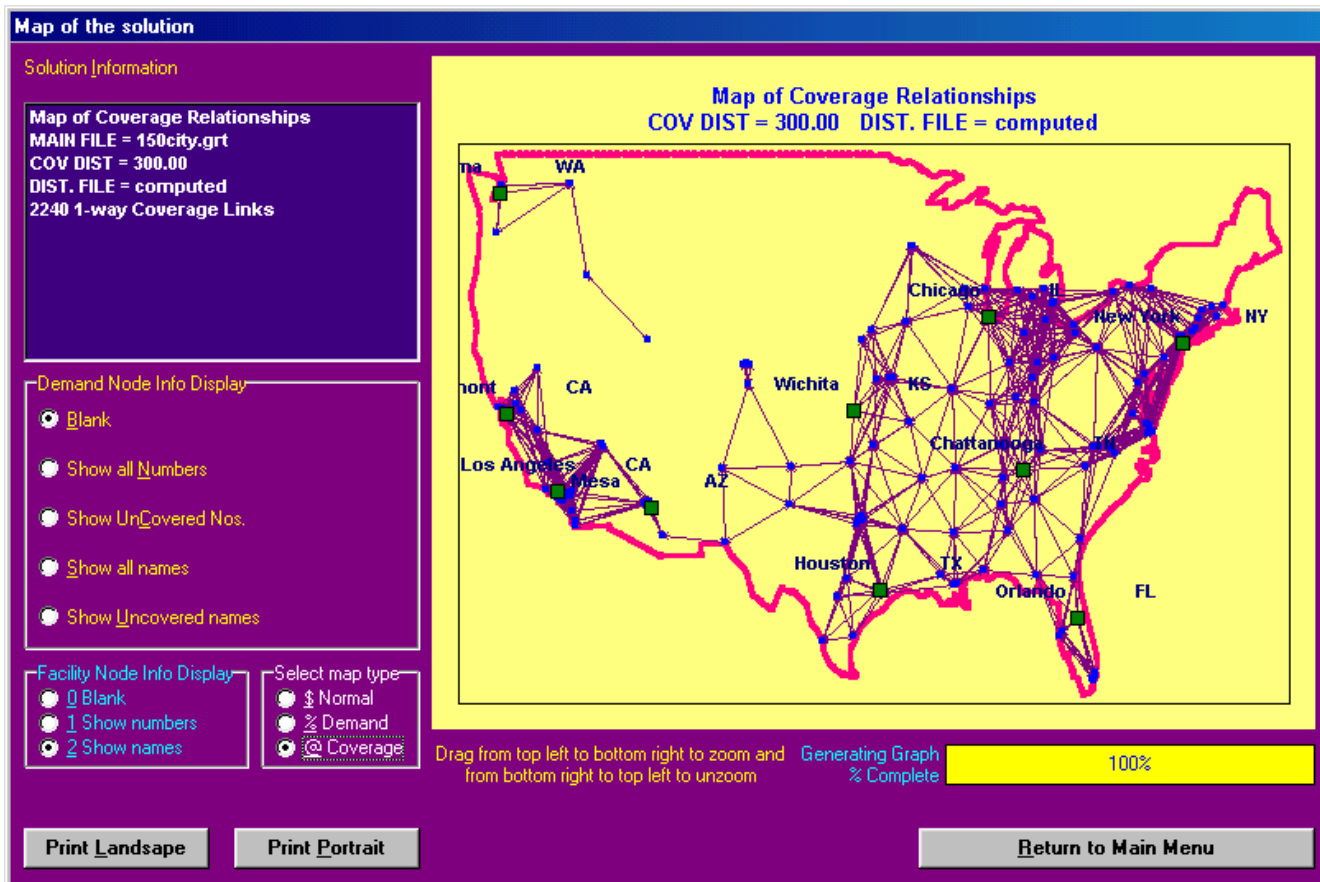 Map of the solution
Solution Information
Map of Coverage Relationships
MAIN FILE = 150city.grt
COV DIST = 300.00
DIST. FILE = computed
2240 1-way Coverage Links
Demand Node Info Display
Blank
Show all Numbers
Show UnCovered Nos.
Show all names
Show Uncovered names
Facility Node Info Display
0 Blank
1 Show numbers
2 Show names
Select map type
$ Normal
% Demand
@ Coverage
Map of Coverage Relationships
COV DIST = 300.00 DIST. FILE = computed
ma WA
Chicago IL
New York NY
mont CA
Wichita KS
Chattanooga TN
Los Angeles CA
Mesa AZ
Houston TX
Orlando FL
Drag from top left to bottom right to zoom and
from bottom right to top left to unzoom
Generating Graph
% Complete
100%
Print Landsape
Print Portrait
Return to Main Menu